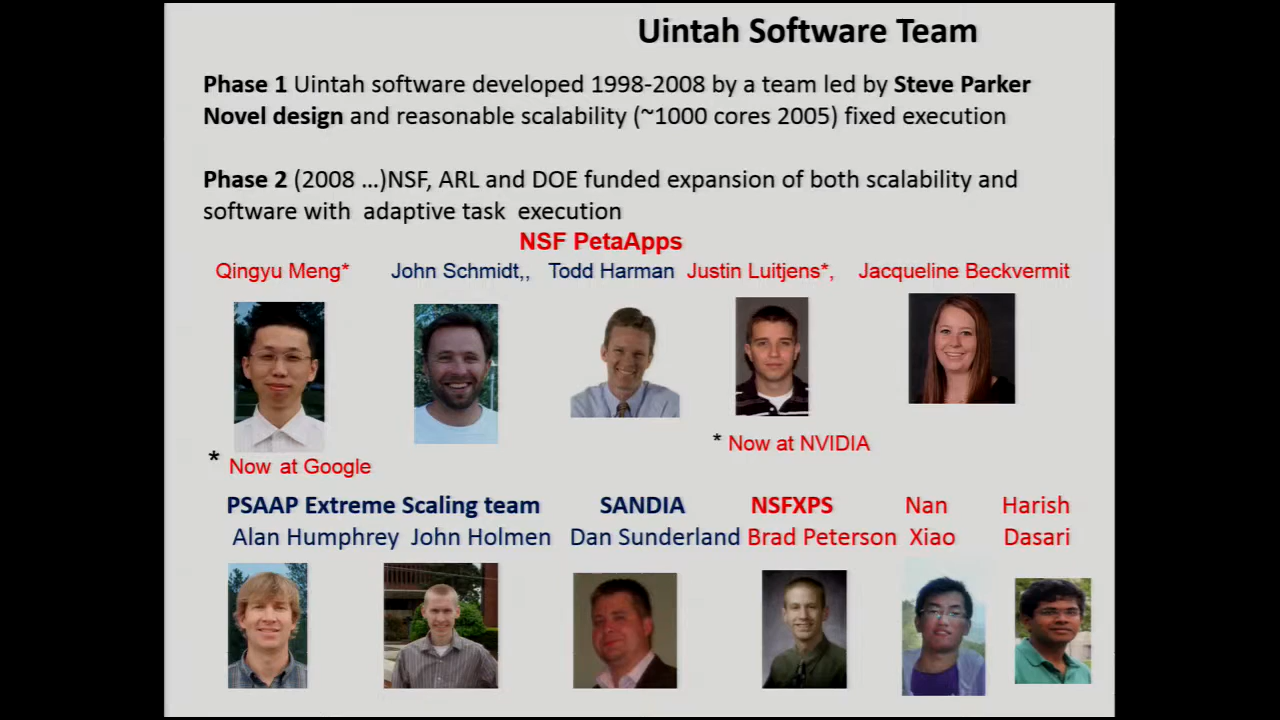 Uintah Software Team
Phase 1 Uintah software developed 1998-2008 by a team led by Steve Parker
Novel design and reasonable scalability (~1000 cores 2005) fixed execution
Phase 2 (2008 ...)NSF, ARL and DOE funded expansion of both scalability and
software with adaptive task execution
NSF PetaApps
Qingyu Meng* John Schmidt,, Todd Harman Justin Luitjens*, Jacqueline Beckvermit
* Now at NVIDIA
* Now at Google
PSAAP Extreme Scaling team SANDIA NSFXPS Nan Harish
Alan Humphrey John Holmen Dan Sunderland Brad Peterson Xiao Dasari